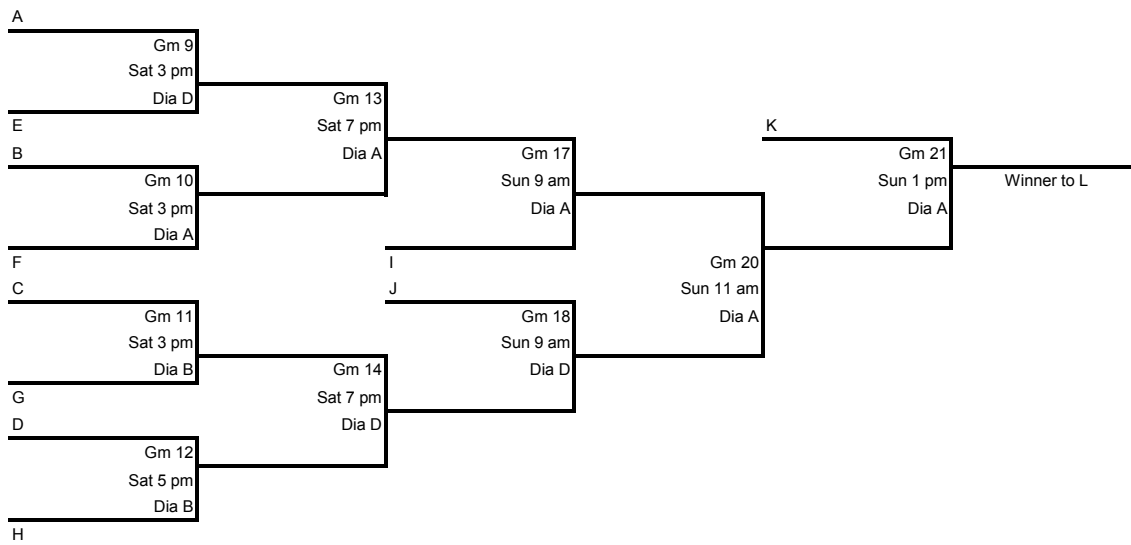 A
Gm 9
Sat 3 pm
Dia D
E
B
Gm 10
Sat 3 pm
Dia A
F
C
Gm 11
Sat 3 pm
Dia B
G
D
Gm 12
Sat 5 pm
Dia B
H
Gm 13
Sat 7 pm
Dia A
Gm 14
Sat 7 pm
Dia D
Gm 17
Sun 9 am
Dia A
I
J
Gm 18
Sun 9 am
Dia D
Gm 20
Sun 11 am
Dia A
K
Gm 21
Sun 1 pm
Dia A
Winner to L